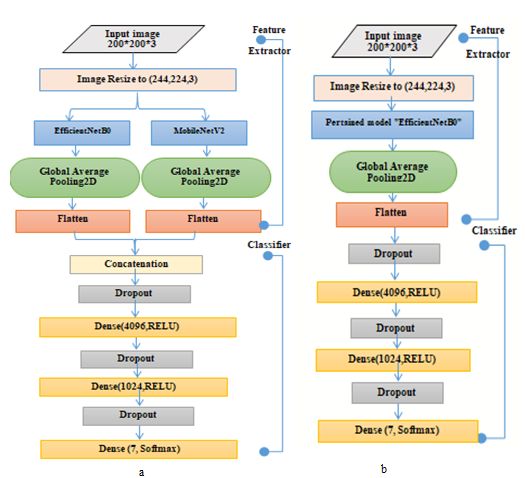 Input image
200*200*3
Feature
Extractor
Image Resize to (244,224,3)
EfficientNetB0
MobileNetV2
Global Average
Pooling2D
Global Average
Pooling2D
Flatten
Flatten
Classifier
Concatenation
Dropout
Dense(4096,RELU)
Dropout
Dense(1024,RELU)
Dropout
Dense (7, Softmax)
a
Input image
200*200*3
Feature
Extractor
Image Resize to (244,224,3)
Pertained model "EfficientNetB0"
Global Average
Pooling2D
Flatten
Classifier
Dropout
Dense(4096,RELU)
Dropout
Dense(1024,RELU)
Dropout
Dense (7, Softmax)
b